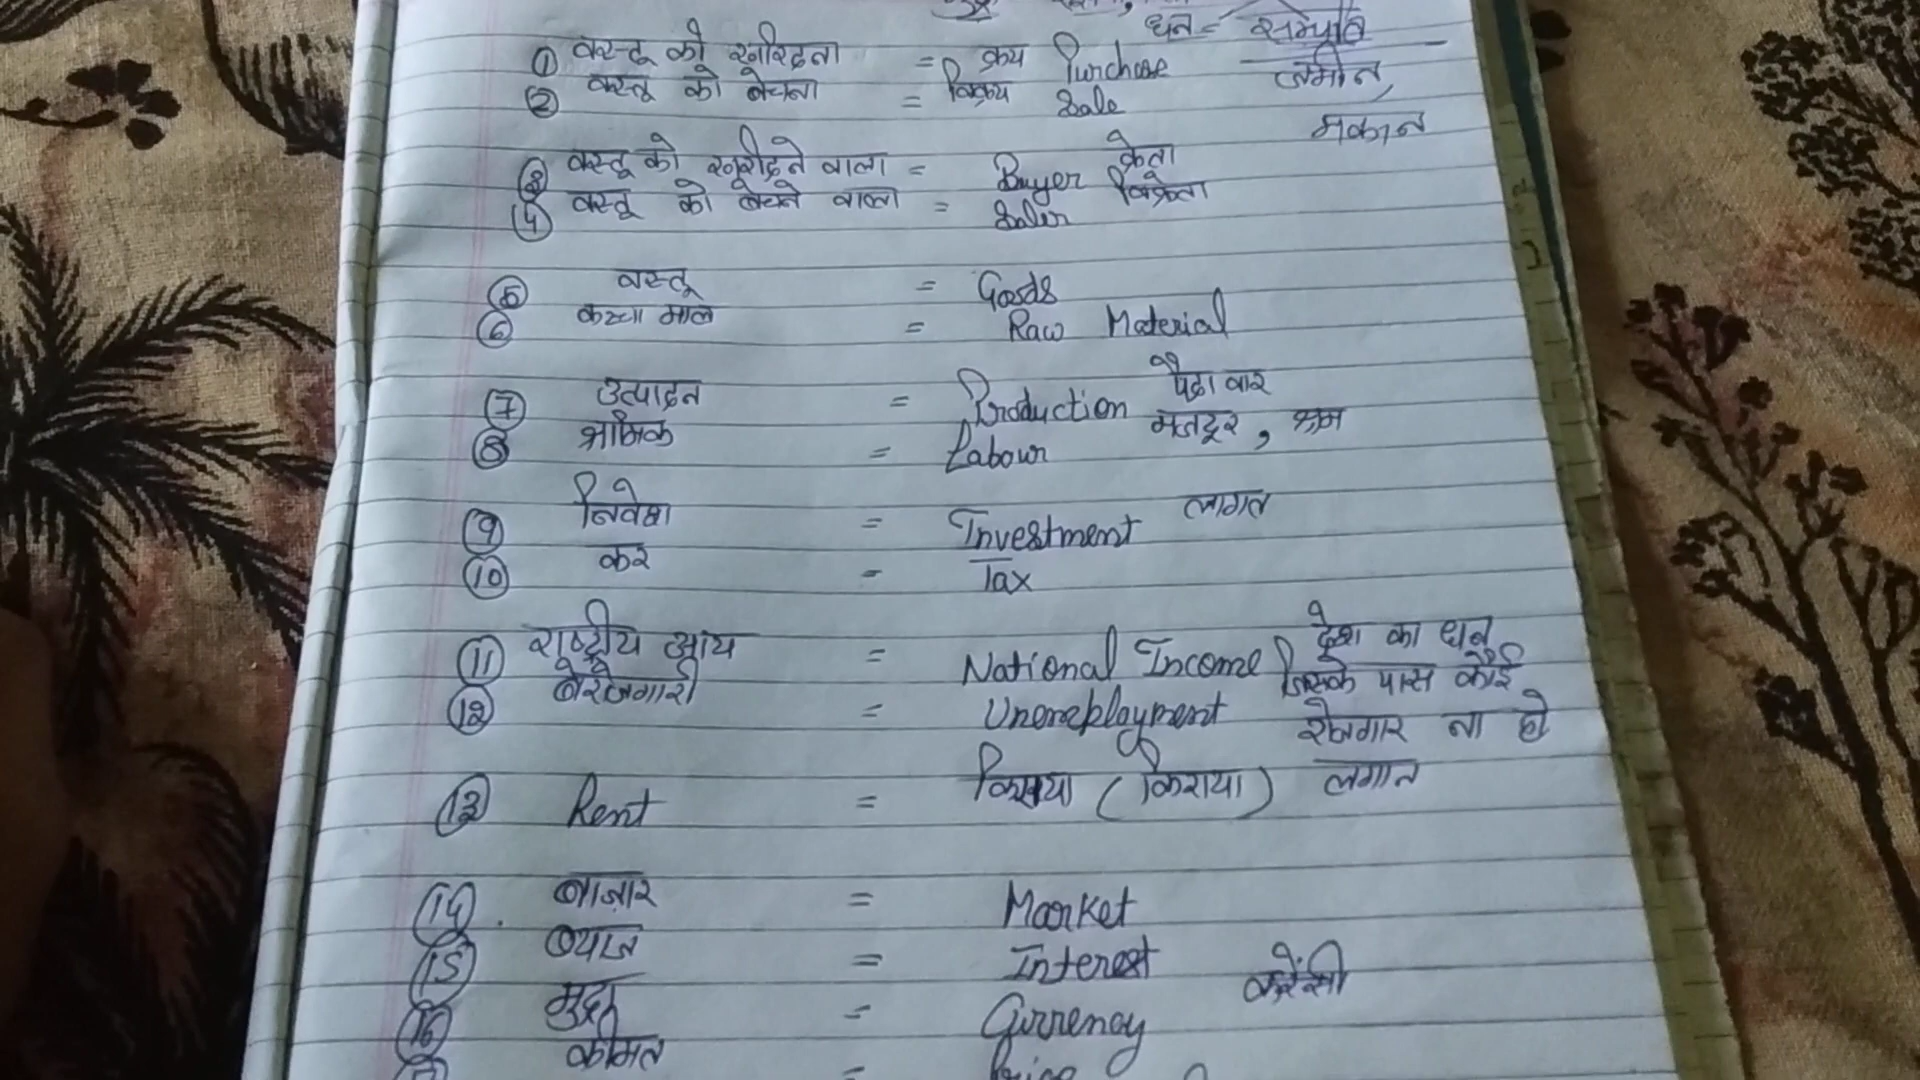 धन = सम्पति
① वस्तू को खरीदना = क्रय Purchase जमीन,
② वस्तू को बेचना = विक्रय Sale मकान
③ वस्तू को खरीदने वाला = Buyer क्रेता
④ वस्तू को बेचने वाला = Saler विक्रेता
⑤ वस्तू = Goods
⑥ कच्चा माल = Raw Material
⑦ उत्पादन = Production पैदा वार
⑧ श्रमिक = Labour मजदूर, श्रम
⑨ निवेश = Investment लागत
⑩ कर = Tax
⑪ राष्ट्रीय आय = National Income देश का धन
⑫ बेरोजगारी = Unemployment जिसके पास कोई
रोजगार ना हो
⑬ Rent = (किराया) लगान
⑭ बाज़ार = Market
⑮ ब्याज = Interest
⑯ मुद्रा = Currency करेंसी
कीमत = Price